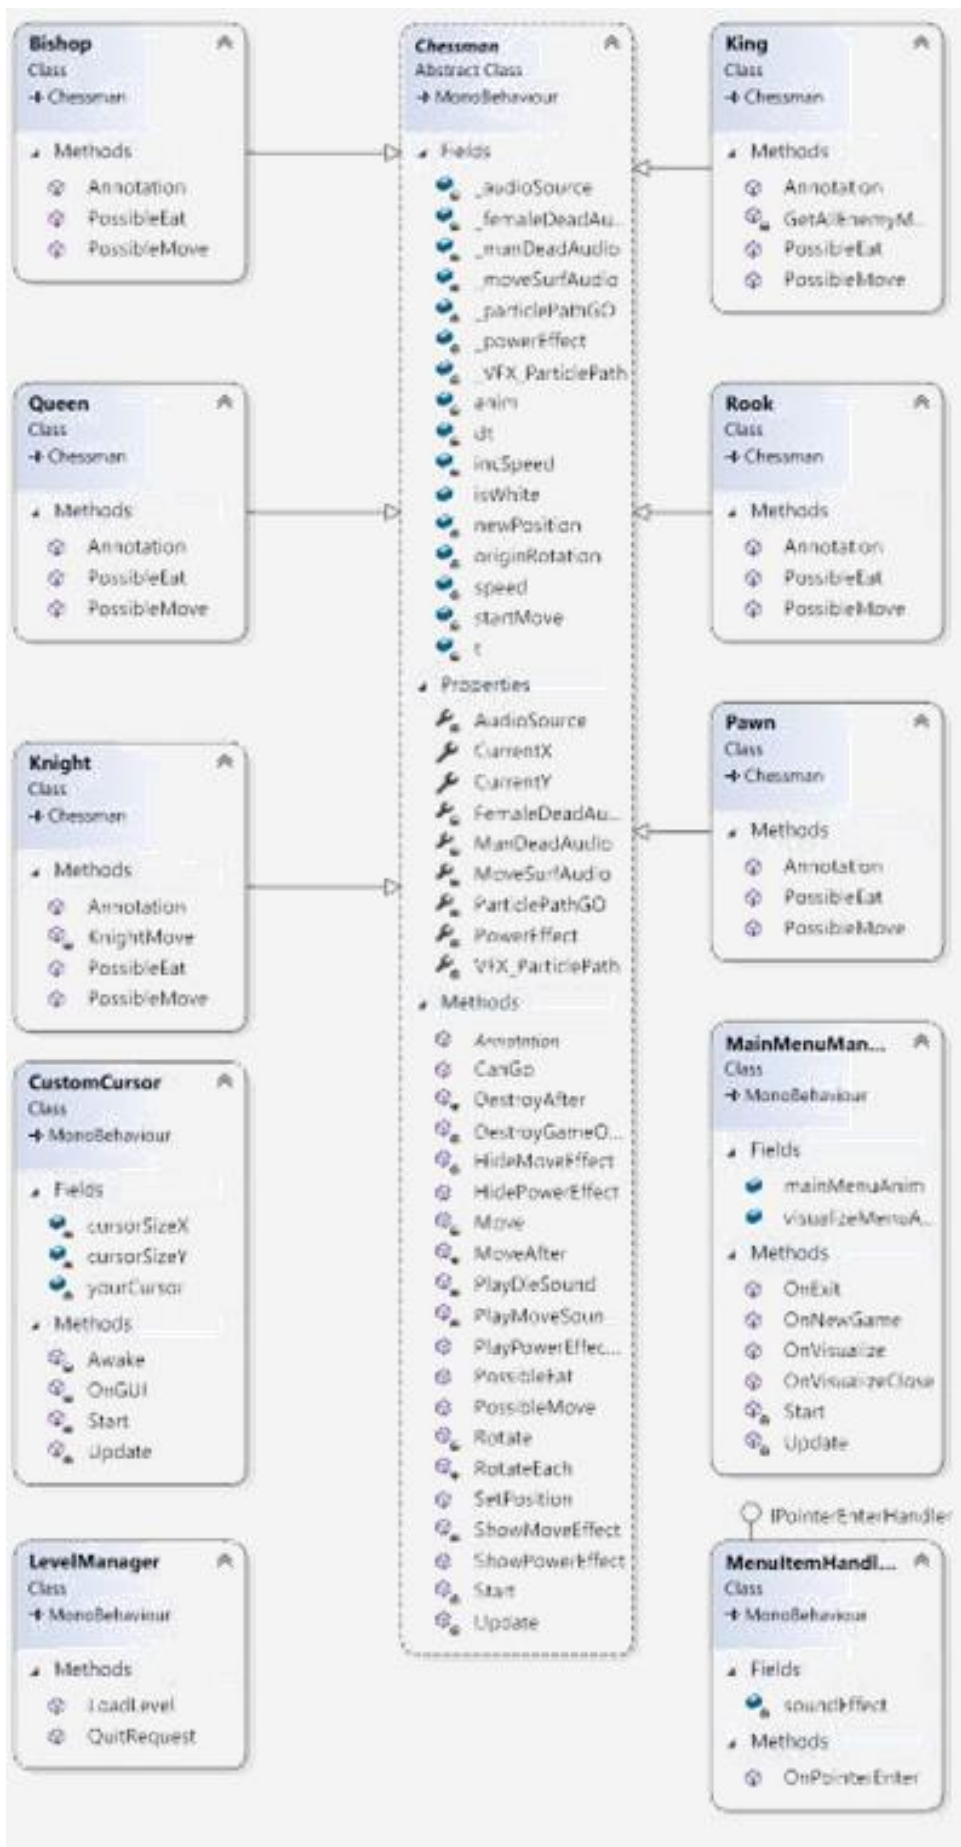 Bishop
Class
Chessman
Methods
Annotation
PossibleEat
PossibleMove
Queen
Class
Chessman
Methods
Annotation
PossibleEat
PossibleMove
Knight
Class
Chessman
Methods
Annotation
KnightMove
PossibleEat
PossibleMove
CustomCursor
Class
MonoBehaviour
Fields
cursorSizeX
cursorSizeY
yourCursor
Methods
Awake
OnGUI
Start
Update
LevelManager
Class
MonoBehaviour
Methods
LoadLevel
QuitRequest
Chessman
Abstract Class
MonoBehaviour
Fields
_audioSource
_femaleDeadAu...
_manDeadAudio
_moveSurfAudio
_particlePathGO
_powerEffect
_VFX_ParticlePath
anim
dt
incSpeed
isWhite
newPosition
originRotation
speed
startMove
t
Properties
AudioSource
CurrentX
CurrentY
FemaleDeadAu...
ManDeadAudio
MoveSurfAudio
ParticlePathGO
PowerEffect
VFX_ParticlePath
Methods
Annotation
CanGo
DestroyAfter
DestroyGameO...
HideMoveEffect
HidePowerEffect
Move
MoveAfter
PlayDieSound
PlayMoveSoun
PlayPowerEffec...
PossibleEat
PossibleMove
Rotate
RotateEach
SetPosition
ShowMoveEffect
ShowPowerEffect
Start
Update
King
Class
Chessman
Methods
Annotation
GetAllEnemyM...
PossibleEat
PossibleMove
Rook
Class
Chessman
Methods
Annotation
PossibleEat
PossibleMove
Pawn
Class
Chessman
Methods
Annotation
PossibleEat
PossibleMove
MainMenuMan...
Class
MonoBehaviour
Fields
mainMenuAnim
visualizeMenuA...
Methods
OnExit
OnNewGame
OnVisualize
OnVisualizeClose
Start
Update
IPointerEnterHandler
MenuItemHandl...
Class
MonoBehaviour
Fields
soundEffect
Methods
OnPointerEnter